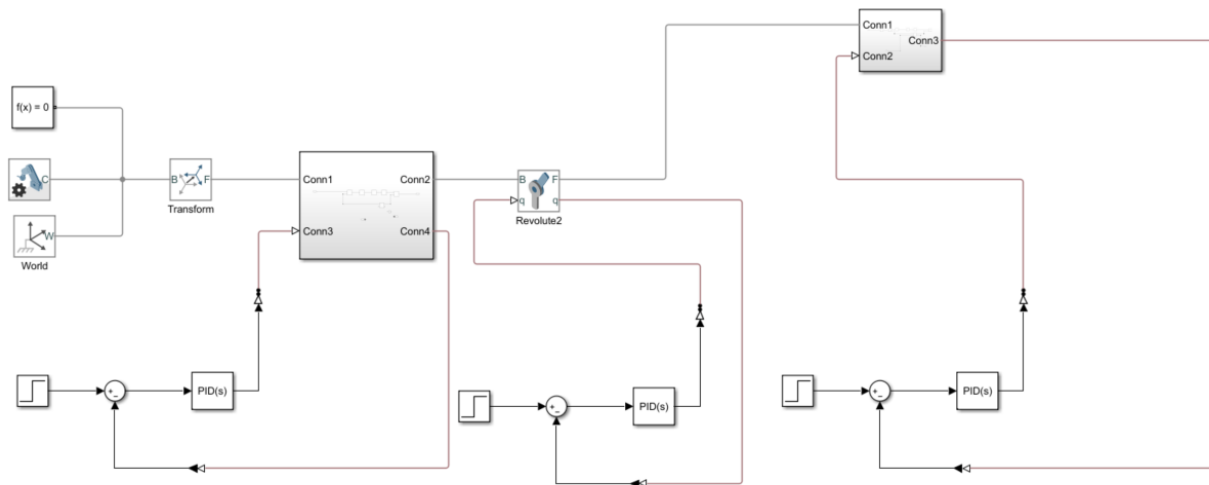 Conn1
Conn2
Conn3
f(x) = 0
C
W
World
B
F
Transform
Conn1
Conn3
Conn2
Conn4
B
q
F
q
Revolute2
+
−
PID(s)
+
−
PID(s)
+
−
PID(s)